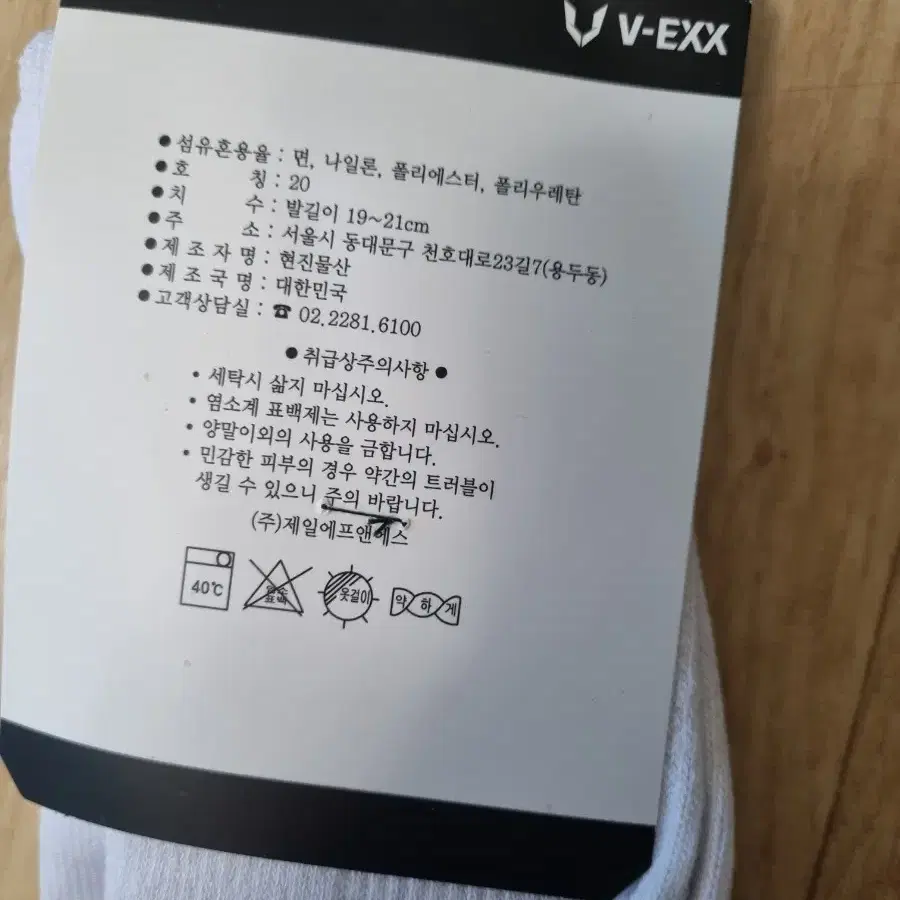 V-EXX
● 섬유혼용율 : 면, 나일론, 폴리에스터, 폴리우레탄
● 호 칭 : 20
● 치 수 : 발길이 19~21cm
● 주 소 : 서울시 동대문구 천호대로23길7(용두동)
● 제 조 자 명 : 현진물산
● 제 조 국 명 : 대한민국
● 고객상담실 : ☎ 02.2281.6100
● 취급상주의사항 ●
• 세탁시 삶지 마십시오.
• 염소계 표백제는 사용하지 마십시오.
• 양말이외의 사용을 금합니다.
• 민감한 피부의 경우 약간의 트러블이
생길 수 있으니 주의 바랍니다.
(주)제일에프앤에스
40℃
염소
표백
옷걸이
약하게